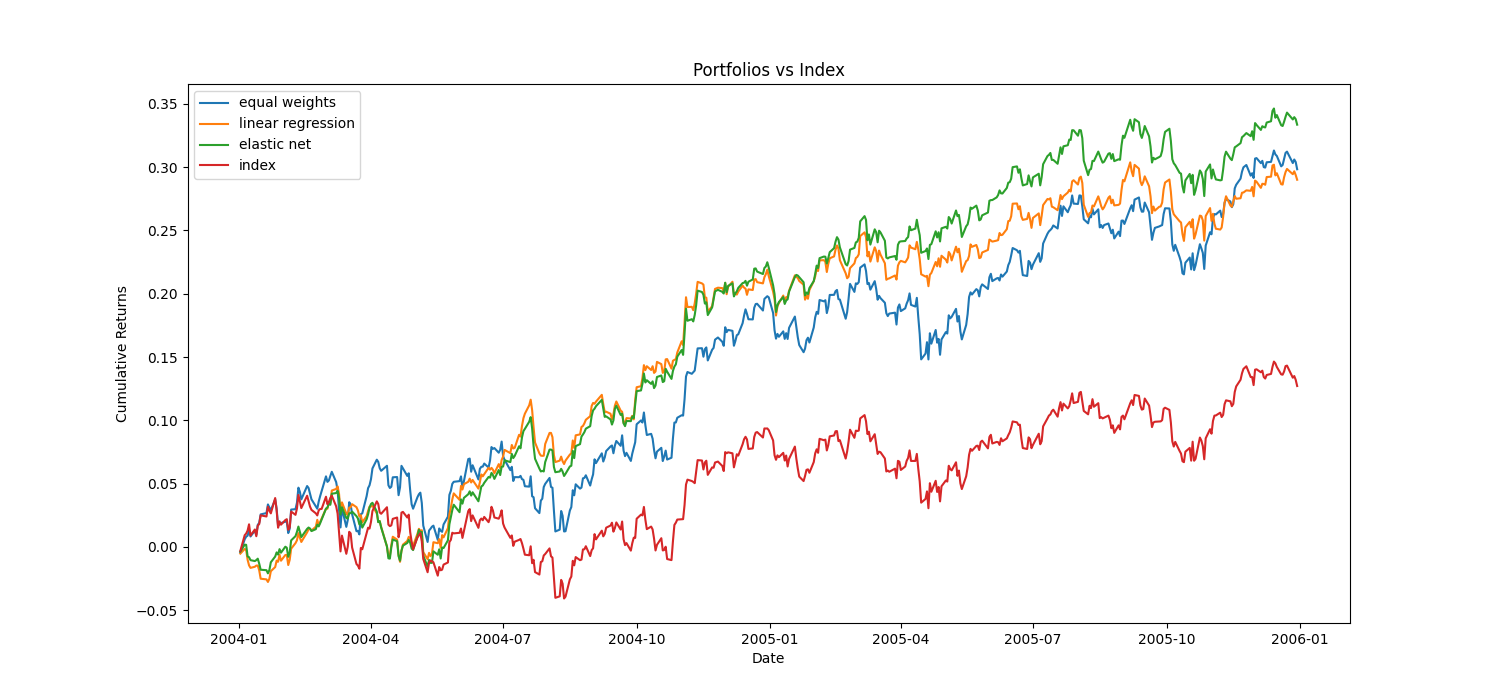 Portfolios vs Index
equal weights
linear regression
elastic net
index
0.35
0.30
0.25
0.20
0.15
0.10
0.05
0.00
−0.05
Cumulative Returns
2004-01
2004-04
2004-07
2004-10
2005-01
2005-04
2005-07
2005-10
2006-01
Date